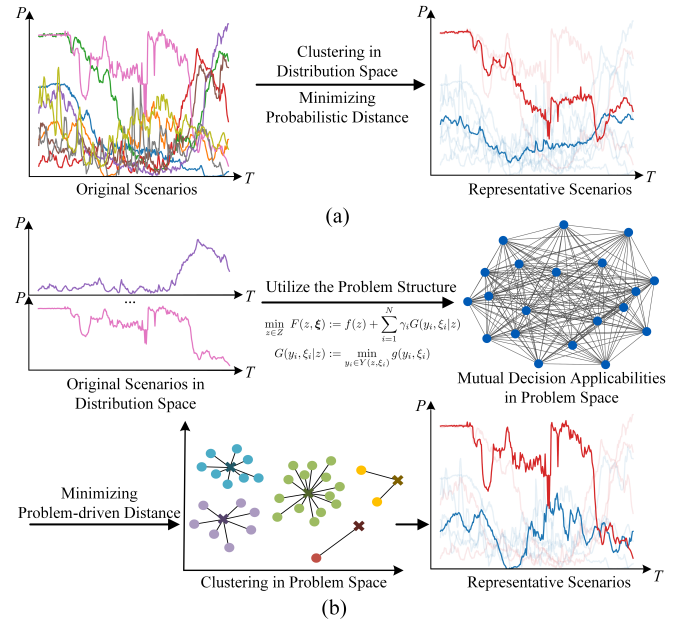 P
T
Original Scenarios
Clustering in
Distribution Space
Minimizing
Probabilistic Distance
P
T
Representative Scenarios
(a)
P
T
...
P
T
Original Scenarios in
Distribution Space
Utilize the Problem Structure
min_{z∈Z} F(z, ξ) := f(z) + ∑_{i=1}^{N} γ_i G(y_i, ξ_i|z)
G(y_i, ξ_i|z) := min_{y_i∈Y(z,ξ_i)} g(y_i, ξ_i)
Mutual Decision Applicabilities
in Problem Space
Minimizing
Problem-driven Distance
Clustering in Problem Space
P
T
Representative Scenarios
(b)